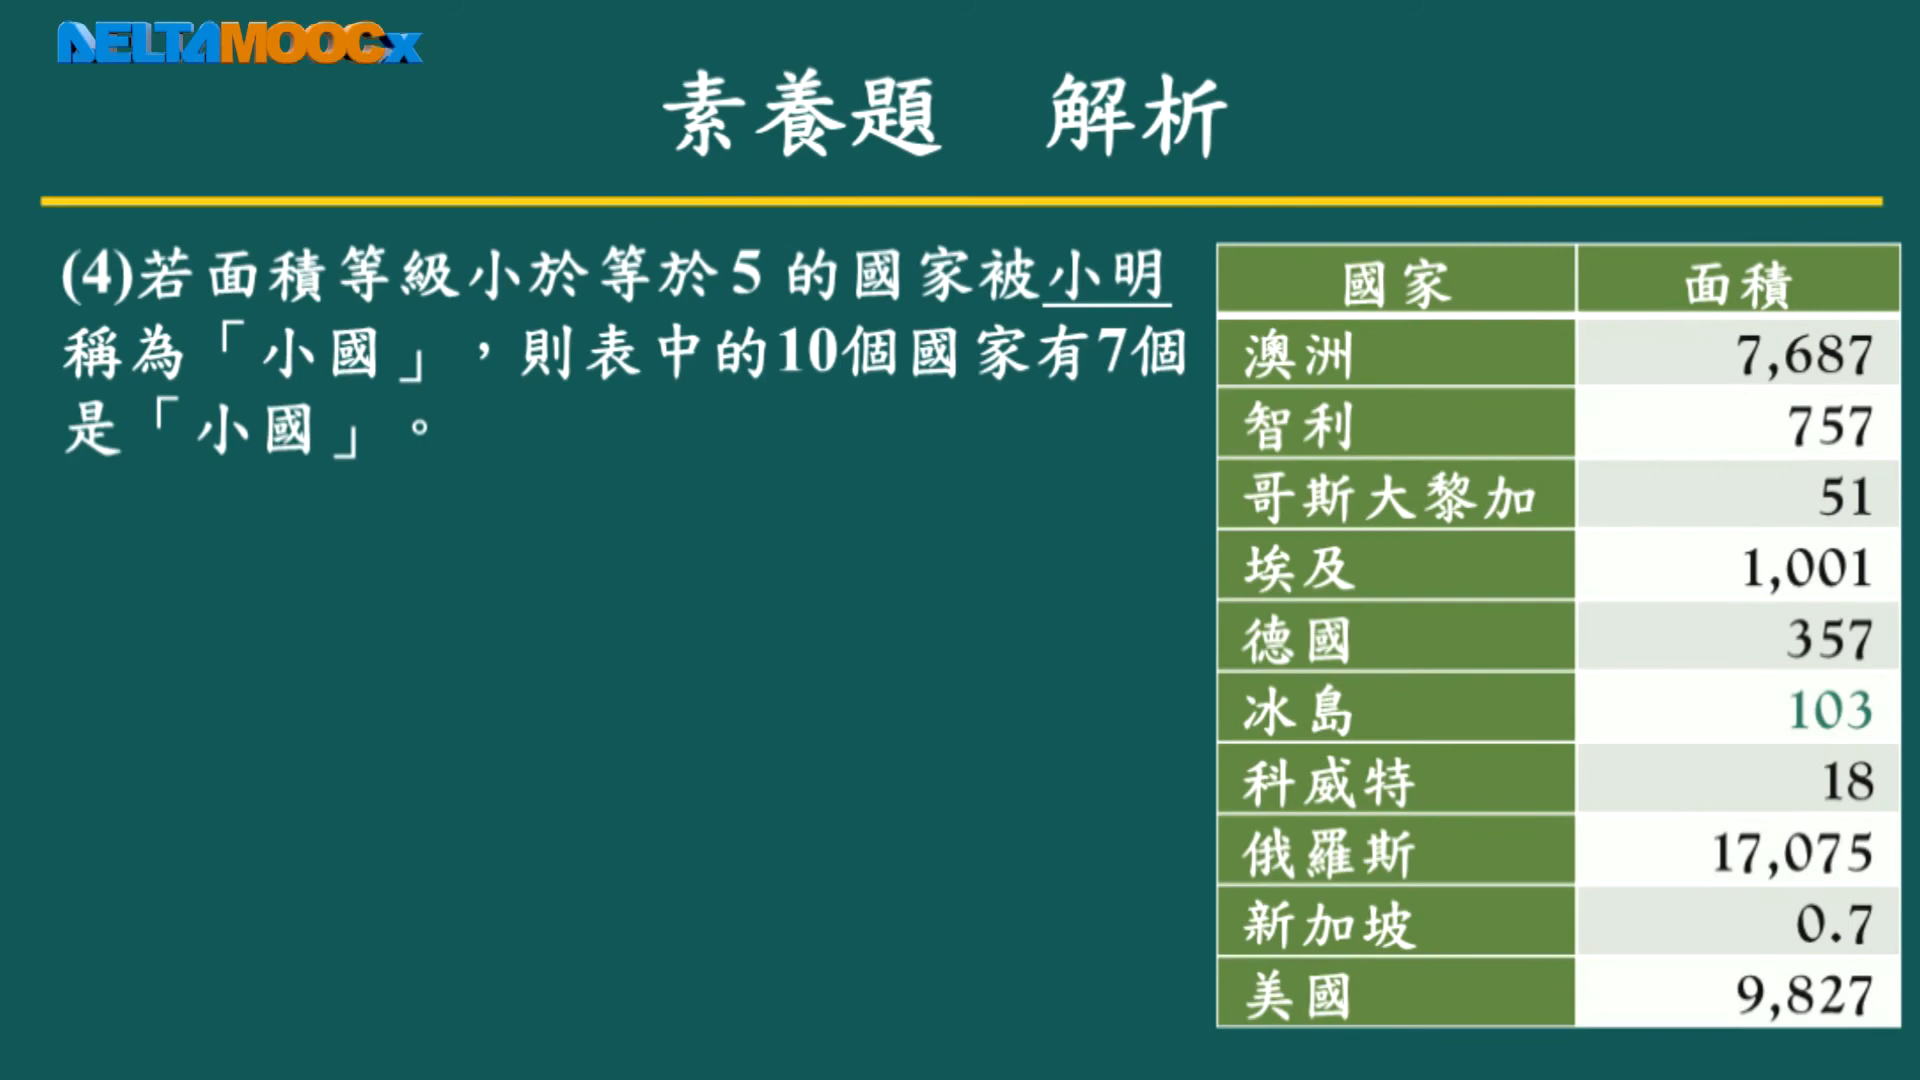 DELTAMOOCx
素養題 解析
(4)若面積等級小於等於5的國家被小明
稱為「小國」，則表中的10個國家有7個
是「小國」。
國家 面積
澳洲 7,687
智利 757
哥斯大黎加 51
埃及 1,001
德國 357
冰島 103
科威特 18
俄羅斯 17,075
新加坡 0.7
美國 9,827